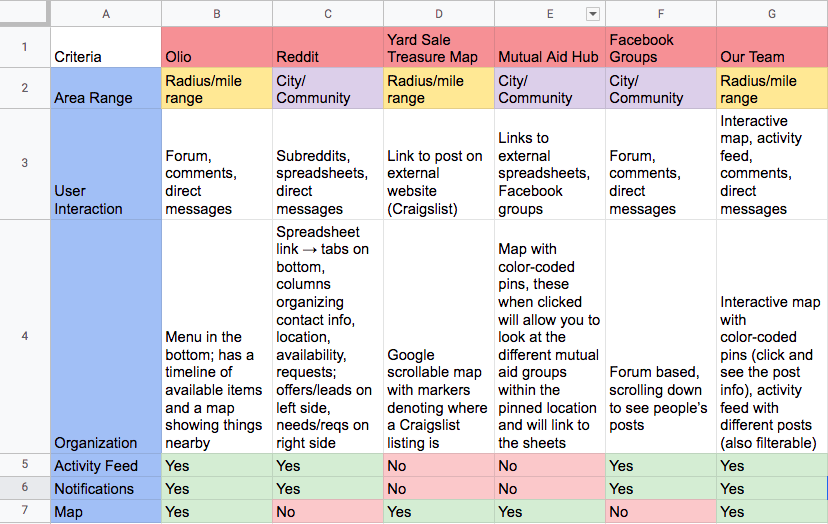 A B C D E F G
1
Criteria
Olio
Reddit
Yard Sale
Treasure Map
Mutual Aid Hub
Facebook
Groups
Our Team
2
Area Range
Radius/mile
range
City/
Community
Radius/mile
range
City/
Community
City/
Community
Radius/mile
range
3
User
Interaction
Forum,
comments,
direct
messages
Subreddits,
spreadsheets,
direct
messages
Link to post on
external
website
(Craigslist)
Links to
external
spreadsheets,
Facebook
groups
Forum,
comments,
direct
messages
Interactive
map, activity
feed,
comments,
direct
messages
4
Organization
Menu in the
bottom; has a
timeline of
available items
and a map
showing things
nearby
Spreadsheet
link → tabs on
bottom,
columns
organizing
contact info,
location,
availability,
requests;
offers/leads on
left side,
needs/reqs on
right side
Google
scrollable map
with markers
denoting where
a Craigslist
listing is
Map with
color-coded
pins, these
when clicked
will allow you to
look at the
different mutual
aid groups
within the
pinned location
and will link to
the sheets
Forum based,
scrolling down
to see people's
posts
Interactive map
with
color-coded
pins (click and
see the post
info), activity
feed with
different posts
(also filterable)
5 Activity Feed Yes Yes No No Yes Yes
6 Notifications Yes Yes No No Yes Yes
7 Map Yes No Yes Yes No Yes